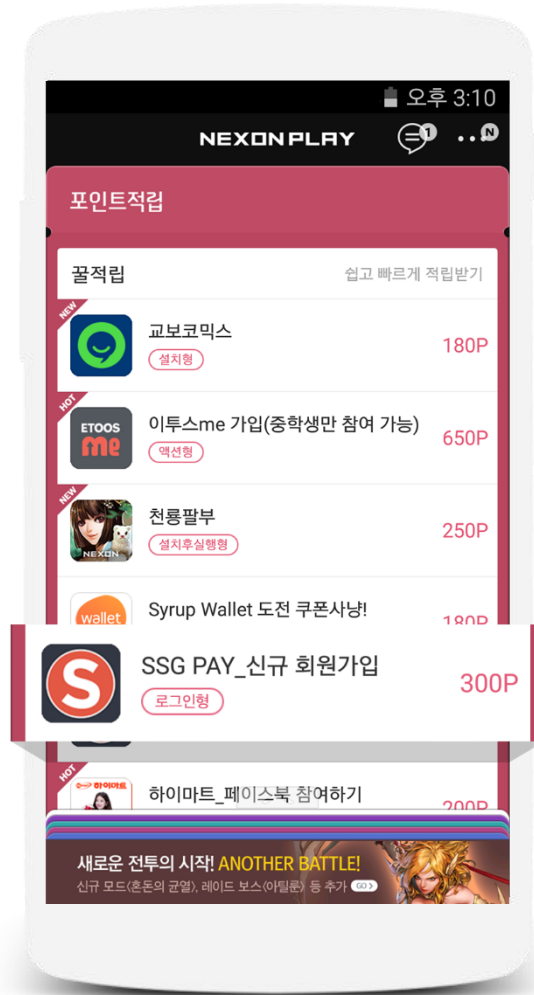 오후 3:10
NEXON PLAY
1
N
포인트적립
꿀적립
쉽고 빠르게 적립받기
NEW
교보코믹스
설치형
180P
HOT
ETOOS
me
이투스me 가입(중학생만 참여 가능)
액션형
650P
NEW
NEXON
천룡팔부
설치후실행형
250P
wallet
Syrup Wallet 도전 쿠폰사냥!
180P
S
SSG PAY_신규 회원가입
로그인형
300P
HOT
하이마트
하이마트_페이스북 참여하기
200P
새로운 전투의 시작! ANOTHER BATTLE!
신규 모드<혼돈의 균열>, 레이드 보스<아틸룬> 등 추가 GO >